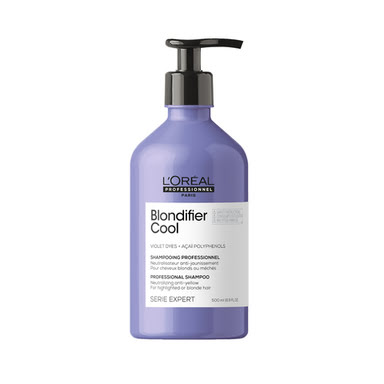 L'ORÉAL
PROFESSIONNEL
PARIS
Blondifier
Cool
VIOLET DYES + AÇAÍ POLYPHENOLS
SHAMPOOING PROFESSIONNEL
Neutralisateur anti-jaunissement
Pour cheveux blonds ou méchés
PROFESSIONAL SHAMPOO
Neutralizing anti-yellow
For highlighted or blonde hair
SERIE EXPERT